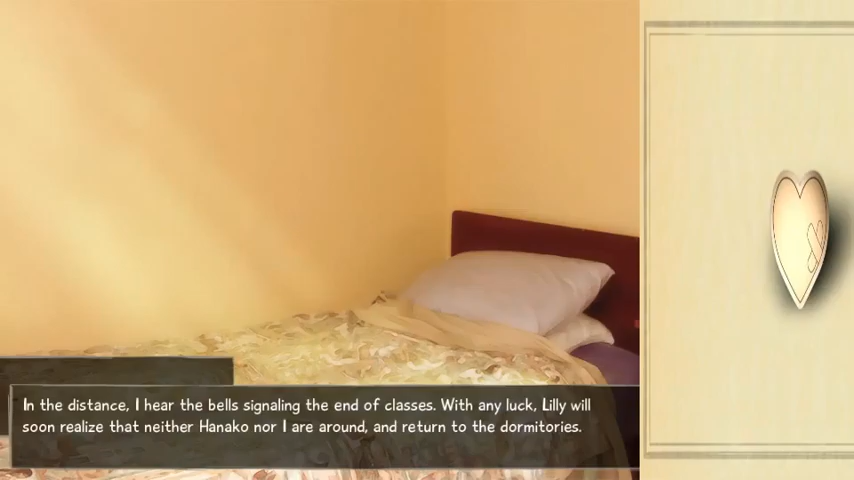 In the distance, I hear the bells signaling the end of classes. With any luck, Lilly will
soon realize that neither Hanako nor I are around, and return to the dormitories.